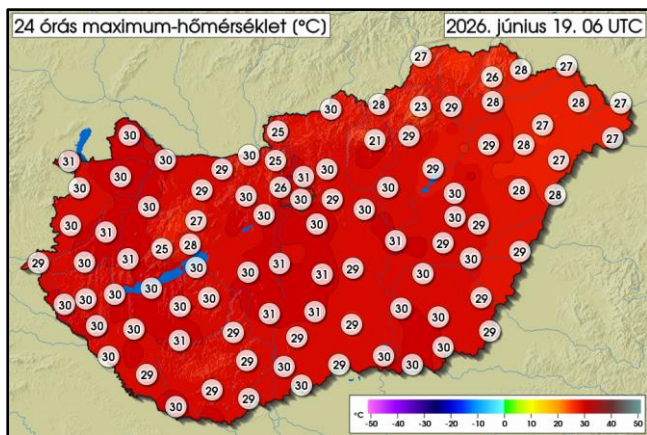 24 órás maximum-hőmérséklet (°C)
2026. június 19. 06 UTC
27
26 28 27
30 28 23 29 28 28 27
30 25 21 29 27 27
31 30 30 25 29 28 27
30 30 29 26 31 30 29
29 30 30 29 30 30 28 28
30 27 30 30 30 29
30 31 28 31 29 29
29 30 31 25 30 30 31 31 29 30 30
30 30 30 30 30 30 29
30 30 31 29 31 31 29 30 30 29
30 29 29 30 29 30 30 30
29 29 30
30
°C
-50 -40 -30 -20 -10 0 10 20 30 40 50